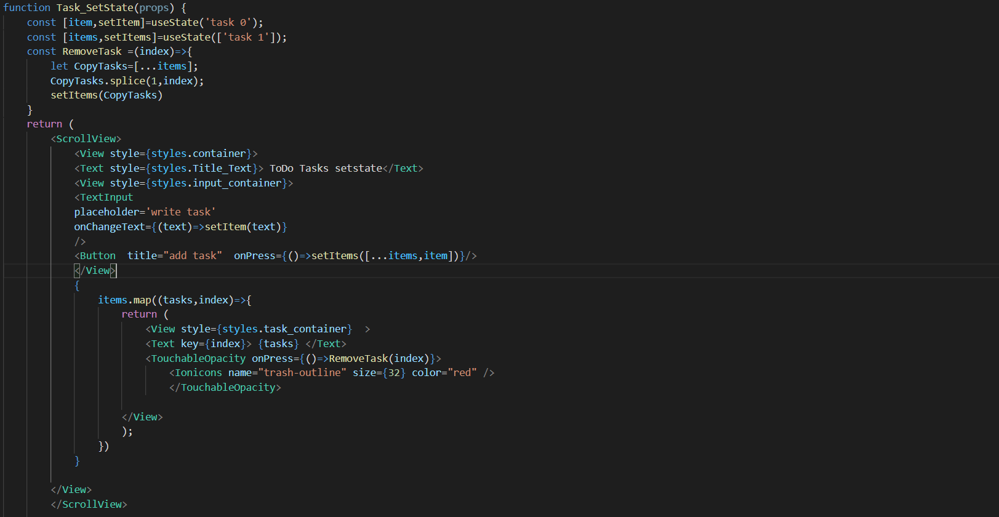 function Task_SetState(props) {
    const [item,setItem]=useState('task 0');
    const [items,setItems]=useState(['task 1']);
    const RemoveTask =(index)=>{
        let CopyTasks=[...items];
        CopyTasks.splice(1,index);
        setItems(CopyTasks)
    }
    return (
        <ScrollView>
            <View style={styles.container}>
            <Text style={styles.Title_Text}> ToDo Tasks setstate</Text>
            <View style={styles.input_container}>
            <TextInput
            placeholder='write task'
            onChangeText={(text)=>setItem(text)}
            />
            <Button  title="add task"  onPress={()=>setItems([...items,item])}/>
            </View>
            {
                items.map((tasks,index)=>{
                    return (
                        <View style={styles.task_container}  >
                        <Text key={index}> {tasks} </Text>
                        <TouchableOpacity onPress={()=>RemoveTask(index)}>
                            <Ionicons name="trash-outline" size={32} color="red" />
                            </TouchableOpacity>
                    </View>
                    );
                })
            }
        </View>
        </ScrollView>